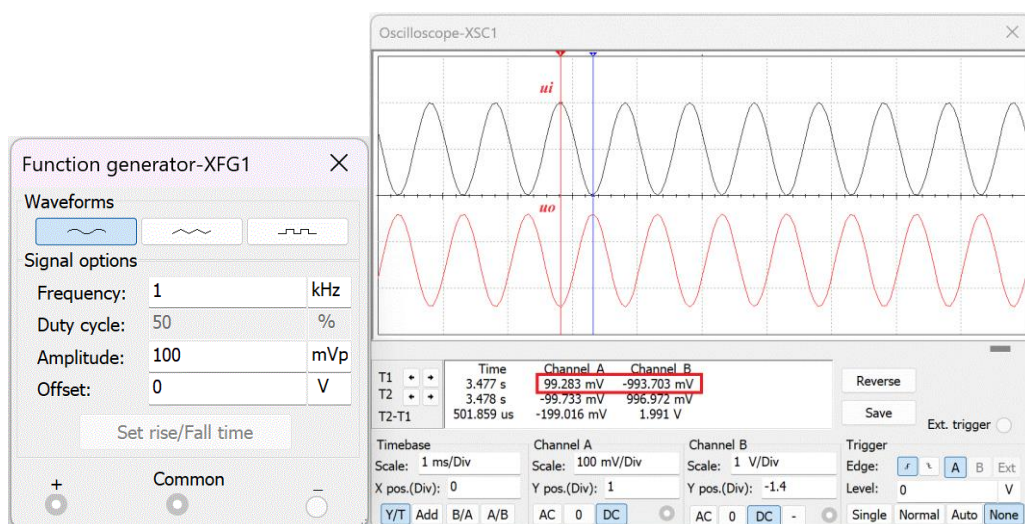 Function generator-XFG1
Waveforms
Signal options
Frequency: 1 kHz
Duty cycle: 50 %
Amplitude: 100 mVp
Offset: 0 V
Set rise/Fall time
+ Common −
Oscilloscope-XSC1
ui
uo
Time Channel_A Channel_B
T1 3.477 s 99.283 mV -993.703 mV
T2 3.478 s -99.733 mV 996.972 mV
T2-T1 501.859 us -199.016 mV 1.991 V
Reverse
Save
Ext. trigger
Timebase
Scale: 1 ms/Div
X pos.(Div): 0
Y/T Add B/A A/B
Channel A
Scale: 100 mV/Div
Y pos.(Div): 1
AC 0 DC
Channel B
Scale: 1 V/Div
Y pos.(Div): -1.4
AC 0 DC -
Trigger
Edge: A B Ext
Level: 0 V
Single Normal Auto None